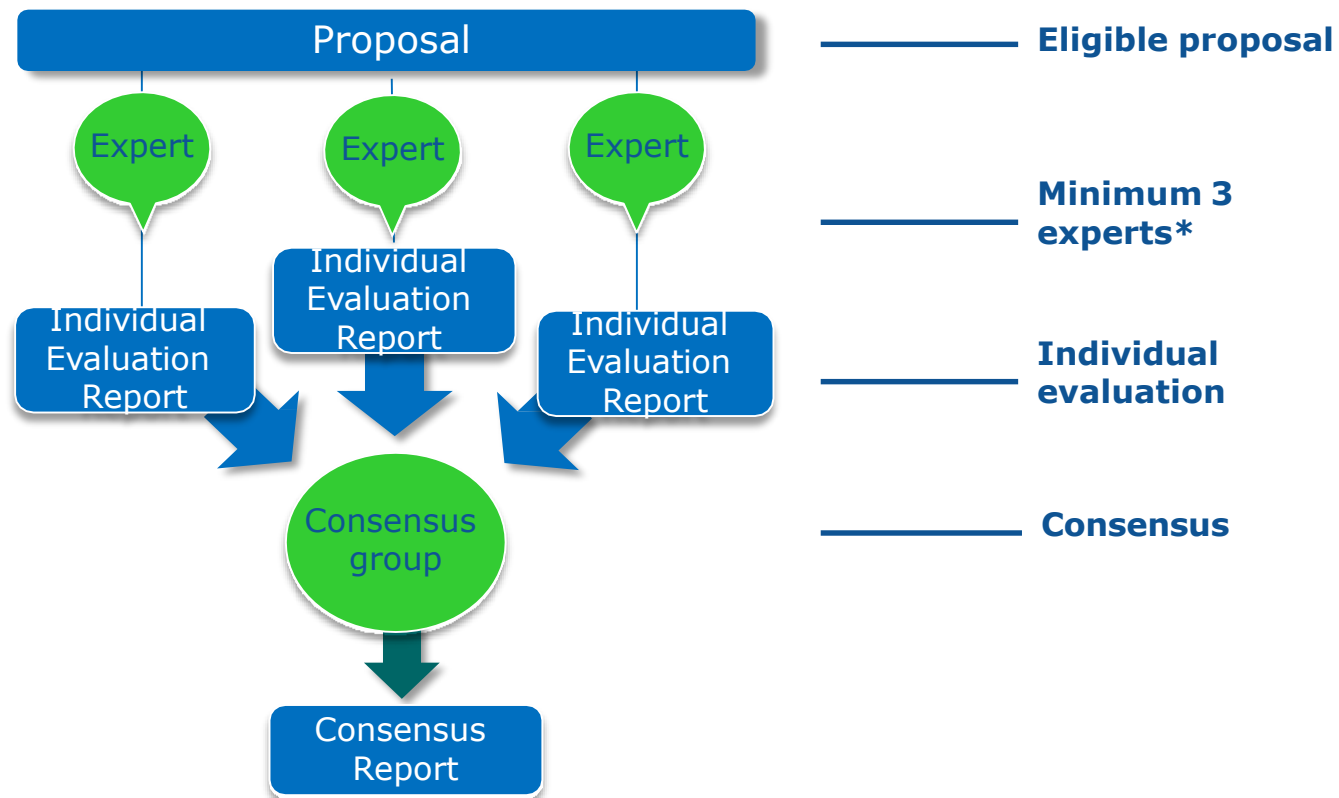 Proposal
Eligible proposal
Expert
Expert
Expert
Minimum 3
experts*
Individual
Evaluation
Report
Individual
Evaluation
Report
Individual
Evaluation
Report
Individual
evaluation
Consensus
group
Consensus
Consensus
Report